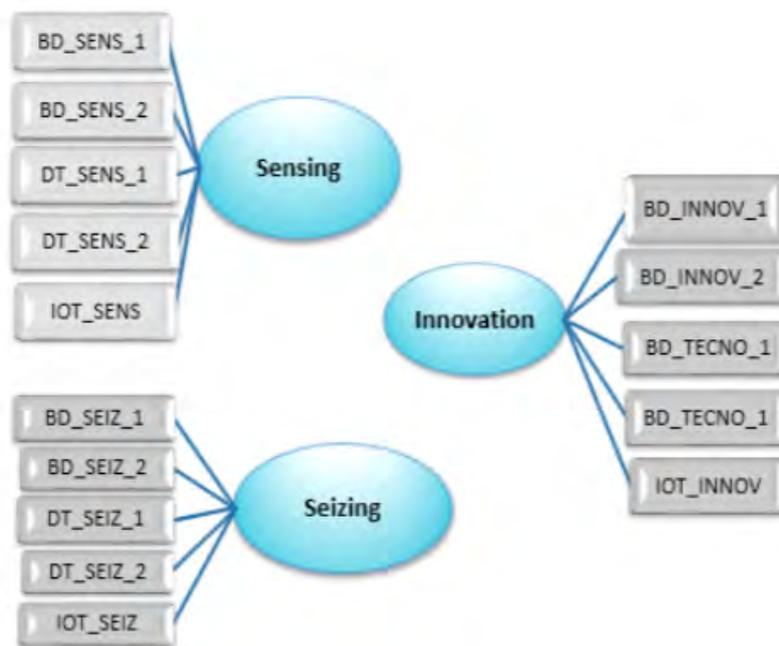 BD_SENS_1
BD_SENS_2
DT_SENS_1
DT_SENS_2
IOT_SENS
Sensing
BD_INNOV_1
BD_INNOV_2
BD_TECNO_1
BD_TECNO_1
IOT_INNOV
Innovation
BD_SEIZ_1
BD_SEIZ_2
DT_SEIZ_1
DT_SEIZ_2
IOT_SEIZ
Seizing